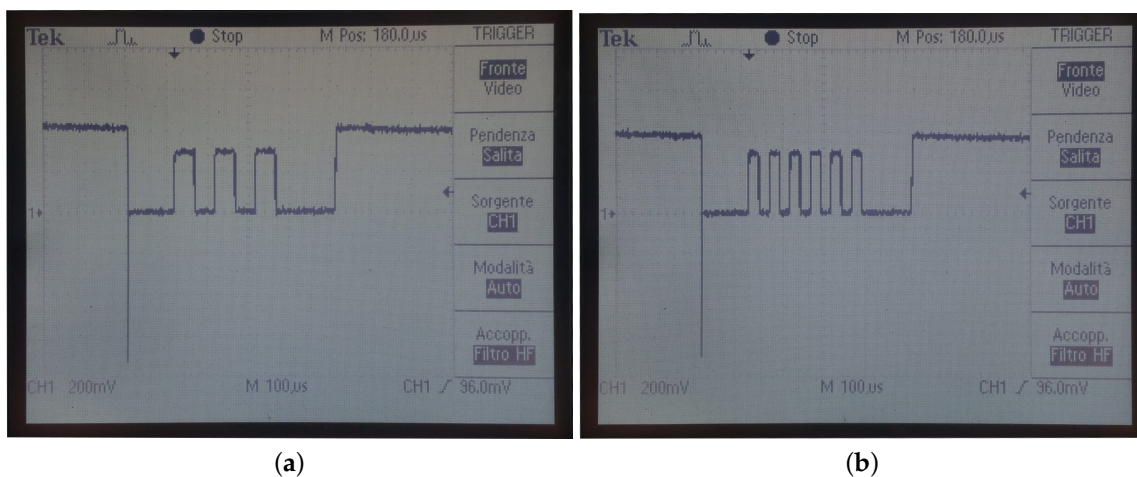 Tek Stop M Pos: 180.0us TRIGGER
Fronte
Video
Pendenza
Salita
Sorgente
CH1
Modalità
Auto
Accopp.
Filtro HF
1
CH1 200mV M 100us CH1 96.0mV
(a)
Tek Stop M Pos: 180.0us TRIGGER
Fronte
Video
Pendenza
Salita
Sorgente
CH1
Modalità
Auto
Accopp.
Filtro HF
1
CH1 200mV M 100us CH1 96.0mV
(b)